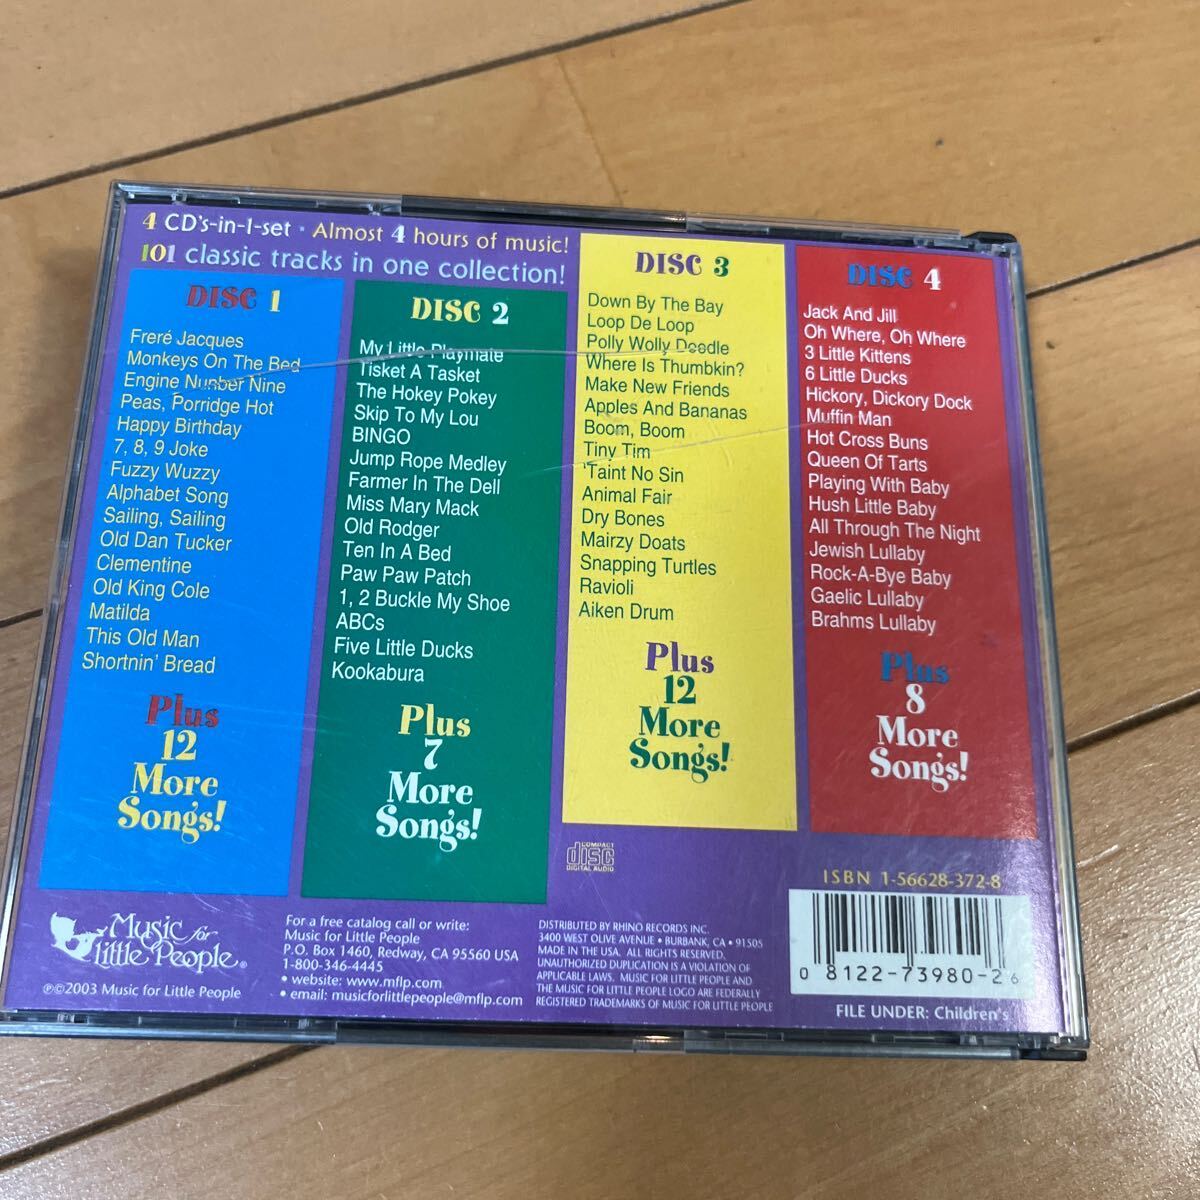 4 CD's-in-1-set · Almost 4 hours of music!
101 classic tracks in one collection!
DISC 1
Freré Jacques
Monkeys On The Bed
Engine Number Nine
Peas, Porridge Hot
Happy Birthday
7, 8, 9 Joke
Fuzzy Wuzzy
Alphabet Song
Sailing, Sailing
Old Dan Tucker
Clementine
Old King Cole
Matilda
This Old Man
Shortnin' Bread
Plus
12
More
Songs!
DISC 2
My Little Playmate
Tisket A Tasket
The Hokey Pokey
Skip To My Lou
BINGO
Jump Rope Medley
Farmer In The Dell
Miss Mary Mack
Old Rodger
Ten In A Bed
Paw Paw Patch
1, 2 Buckle My Shoe
ABCs
Five Little Ducks
Kookabura
Plus
7
More
Songs!
DISC 3
Down By The Bay
Loop De Loop
Polly Wolly Doodle
Where Is Thumbkin?
Make New Friends
Apples And Bananas
Boom, Boom
Tiny Tim
'Taint No Sin
Animal Fair
Dry Bones
Mairzy Doats
Snapping Turtles
Ravioli
Aiken Drum
Plus
12
More
Songs!
DISC 4
Jack And Jill
Oh Where, Oh Where
3 Little Kittens
6 Little Ducks
Hickory, Dickory Dock
Muffin Man
Hot Cross Buns
Queen Of Tarts
Playing With Baby
Hush Little Baby
All Through The Night
Jewish Lullaby
Rock-A-Bye Baby
Gaelic Lullaby
Brahms Lullaby
Plus
8
More
Songs!
Music for
Little People®
℗©2003 Music for Little People
For a free catalog call or write:
Music for Little People
P.O. Box 1460, Redway, CA 95560 USA
1-800-346-4445
• website: www.mflp.com
• email: musicforlittlepeople@mflp.com
COMPACT
disc
DIGITAL AUDIO
DISTRIBUTED BY RHINO RECORDS INC.
3400 WEST OLIVE AVENUE • BURBANK, CA • 91505
MADE IN THE USA. ALL RIGHTS RESERVED.
UNAUTHORIZED DUPLICATION IS A VIOLATION OF
APPLICABLE LAWS. MUSIC FOR LITTLE PEOPLE AND
THE MUSIC FOR LITTLE PEOPLE LOGO ARE FEDERALLY
REGISTERED TRADEMARKS OF MUSIC FOR LITTLE PEOPLE
ISBN 1-56628-372-8
0 8122-73980-2 6
FILE UNDER: Children's